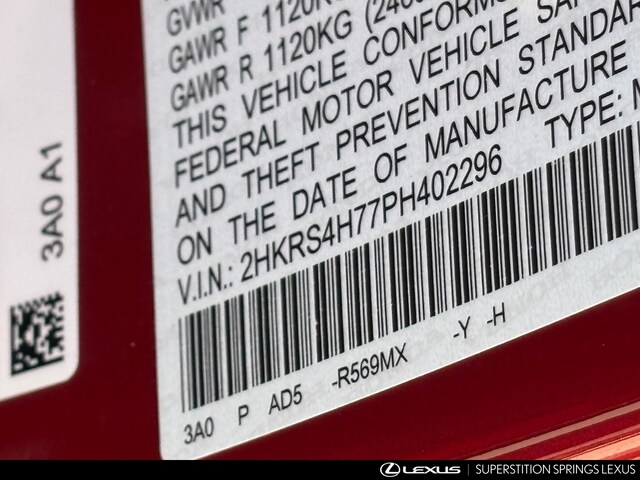 GVWR
GAWR F 1120KG
GAWR R 1120KG
THIS VEHICLE CONFORMS
FEDERAL MOTOR VEHICLE
AND THEFT PREVENTION
ON THE DATE OF MANUFACTURE
V.I.N.: 2HKRS4H77PH402296 TYPE:
3A0 P AD5 -R569MX -Y -H
3A0 A1
LEXUS | SUPERSTITION SPRINGS LEXUS